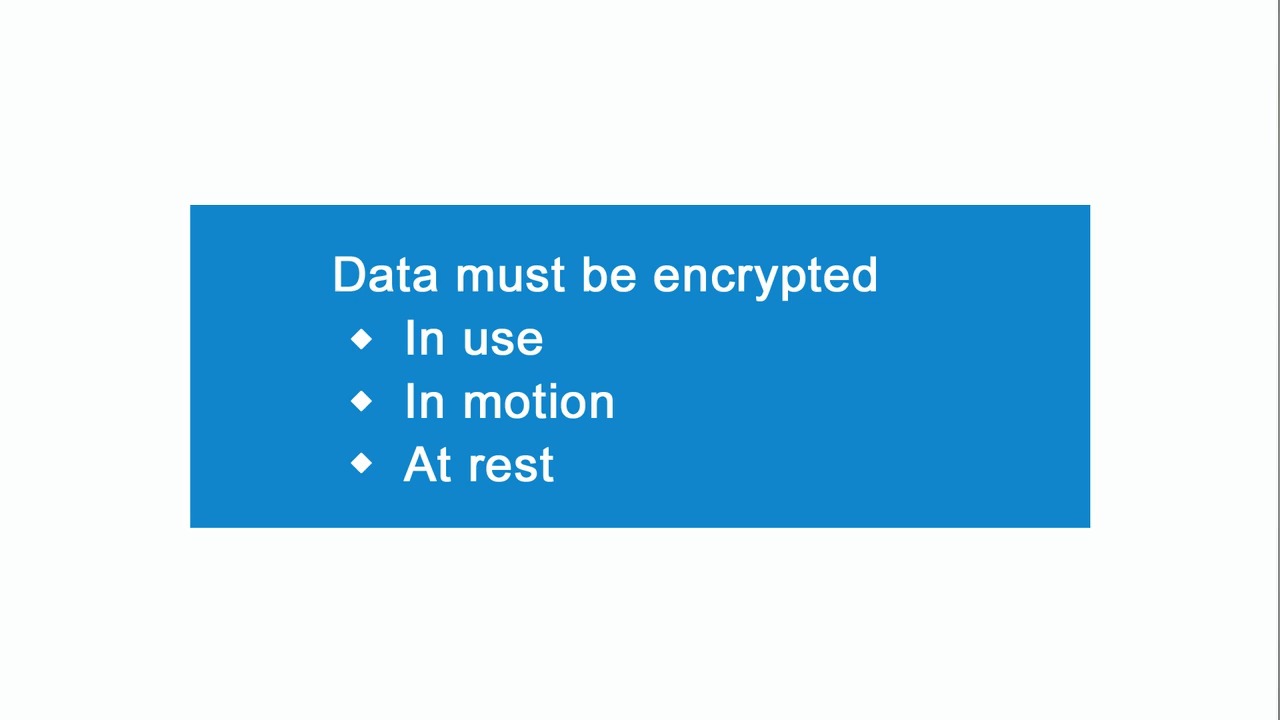 Data must be encrypted
◆ In use
◆ In motion
◆ At rest